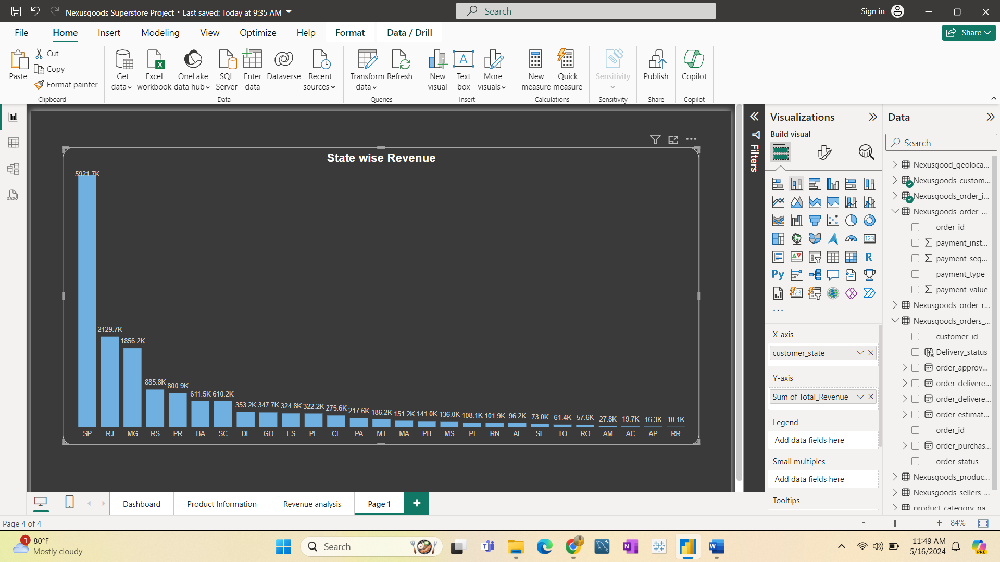 Nexusgoods Superstore Project • Last saved: Today at 9:35 AM
Search
Sign in
File
Home
Insert
Modeling
View
Optimize
Help
Format
Data / Drill
Share
Paste
Cut
Copy
Format painter
Clipboard
Get data
Excel workbook
OneLake data hub
SQL Server
Enter data
Dataverse
Recent sources
Data
Transform data
Refresh
Queries
New visual
Text box
More visuals
Insert
New measure
Quick measure
Calculations
Sensitivity
Sensitivity
Publish
Share
Copilot
Copilot
DAX
State wise Revenue
5921.7K
2129.7K
1856.2K
885.8K
800.9K
611.5K
610.2K
353.2K
347.7K
324.8K
322.2K
275.6K
217.6K
186.2K
151.2K
141.0K
136.0K
108.1K
101.9K
96.2K
73.0K
61.4K
57.6K
27.8K
19.7K
16.3K
10.1K
SP RJ MG RS PR BA SC DF GO ES PE CE PA MT MA PB MS PI RN AL SE TO RO AM AC AP RR
Filters
Visualizations
Build visual
123
R
Py
123
...
X-axis
customer_state
Y-axis
Sum of Total_Revenue
Legend
Add data fields here
Small multiples
Add data fields here
Tooltips
Data
Search
Nexusgood_geoloca...
Nexusgoods_custom...
Nexusgoods_order_i...
Nexusgoods_order_...
order_id
payment_inst...
payment_seq...
payment_type
payment_value
Nexusgoods_order_r...
Nexusgoods_orders_...
customer_id
Delivery_status
order_approv...
order_delivere...
order_delivere...
order_estimat...
order_id
order_purchas...
order_status
Nexusgoods_produc...
Nexusgoods_sellers_...
product_category_na
Dashboard
Product Information
Revenue analysis
Page 1
+
Page 4 of 4
- + 84%
1
80°F
Mostly cloudy
Search
11:49 AM
5/16/2024
PRE